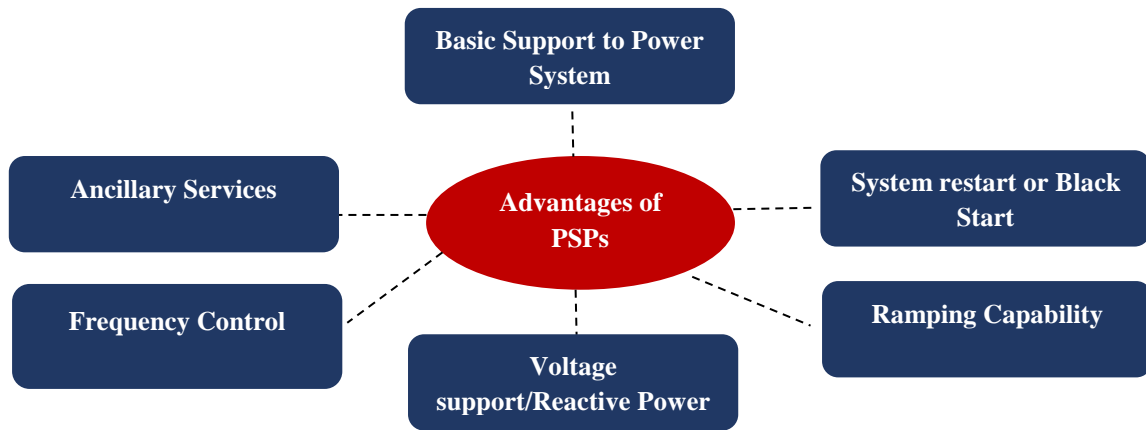 Basic Support to Power
System
Ancillary Services
Advantages of
PSPs
System restart or Black
Start
Frequency Control
Voltage
support/Reactive Power
Ramping Capability